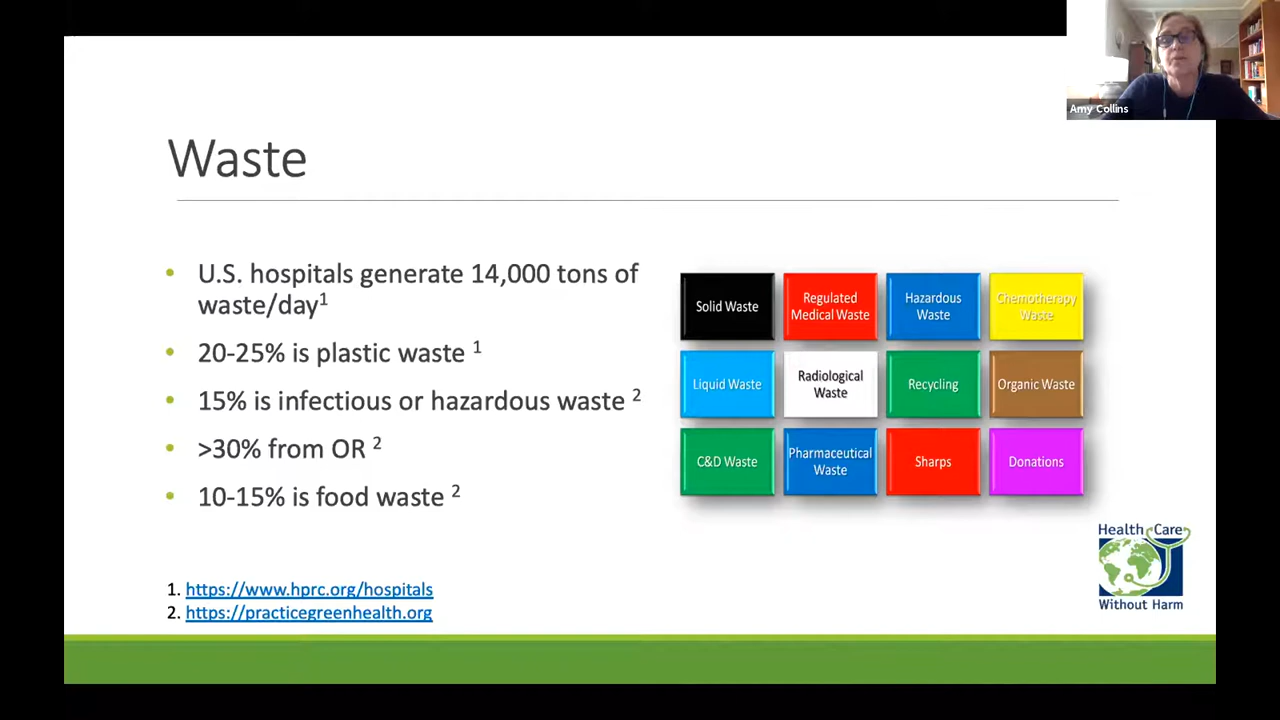 Amy Collins
Waste
• U.S. hospitals generate 14,000 tons of
waste/day¹
• 20-25% is plastic waste ¹
• 15% is infectious or hazardous waste ²
• >30% from OR ²
• 10-15% is food waste ²
Solid Waste
Regulated
Medical Waste
Hazardous
Waste
Chemotherapy
Waste
Liquid Waste
Radiological
Waste
Recycling
Organic Waste
C&D Waste
Pharmaceutical
Waste
Sharps
Donations
Health Care
Without Harm
1. https://www.hprc.org/hospitals
2. https://practicegreenhealth.org